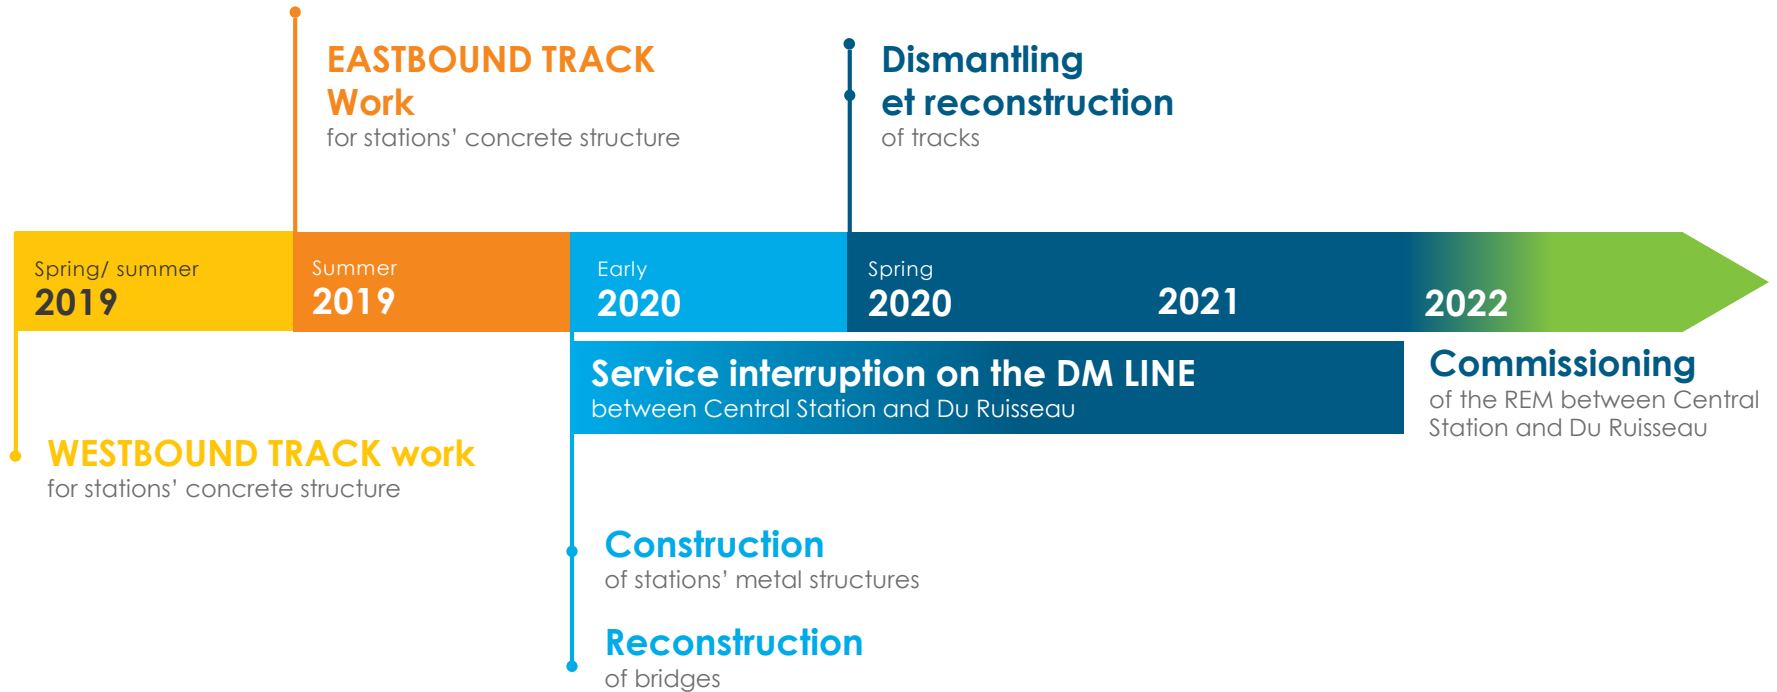 EASTBOUND TRACK
Work
for stations’ concrete structure
Dismantling
et reconstruction
of tracks
Spring/ summer
2019
Summer
2019
Early
2020
Spring
2020
2021
2022
Service interruption on the DM LINE
between Central Station and Du Ruisseau
Commissioning
of the REM between Central
Station and Du Ruisseau
WESTBOUND TRACK work
for stations’ concrete structure
Construction
of stations’ metal structures
Reconstruction
of bridges